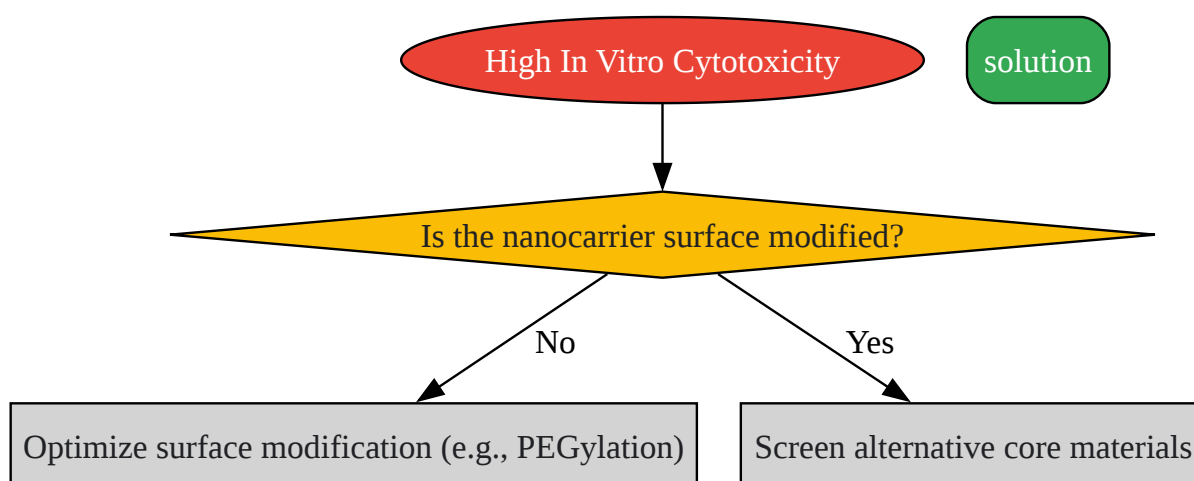 High In Vitro Cytotoxicity
solution
Is the nanocarrier surface modified?
No
Yes
Optimize surface modification (e.g., PEGylation)
Screen alternative core materials